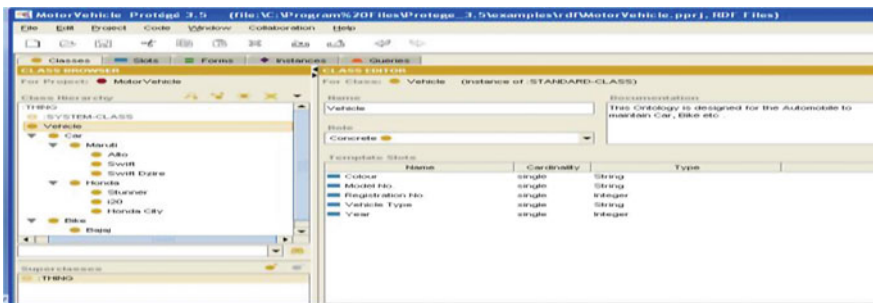 MotorVehicle Protégé 3.5 (file:\C:\Program%20Files\Protege_3.5\examples\rdf\MotorVehicle.pprj, RDF Files)
File Edit Project Code Window Collaboration Help
Classes Slots Forms Instances Queries
CLASS BROWSER
For Project: MotorVehicle
Class Hierarchy
:THING
:SYSTEM-CLASS
Vehicle
Car
Maruti
Alto
Swift
Swift Dzire
Honda
Stunner
i20
Honda City
Bike
Bajaj
Superclasses
:THING
CLASS EDITOR
For Class: Vehicle (instance of :STANDARD-CLASS)
Name
Vehicle
Documentation
This Ontology is designed for the Automobile to
maintain Car, Bike etc .
Role
Concrete
Template Slots
Name Cardinality Type
Colour single String
Model No. single String
Registration No single Integer
Vehicle Type single String
Year single Integer